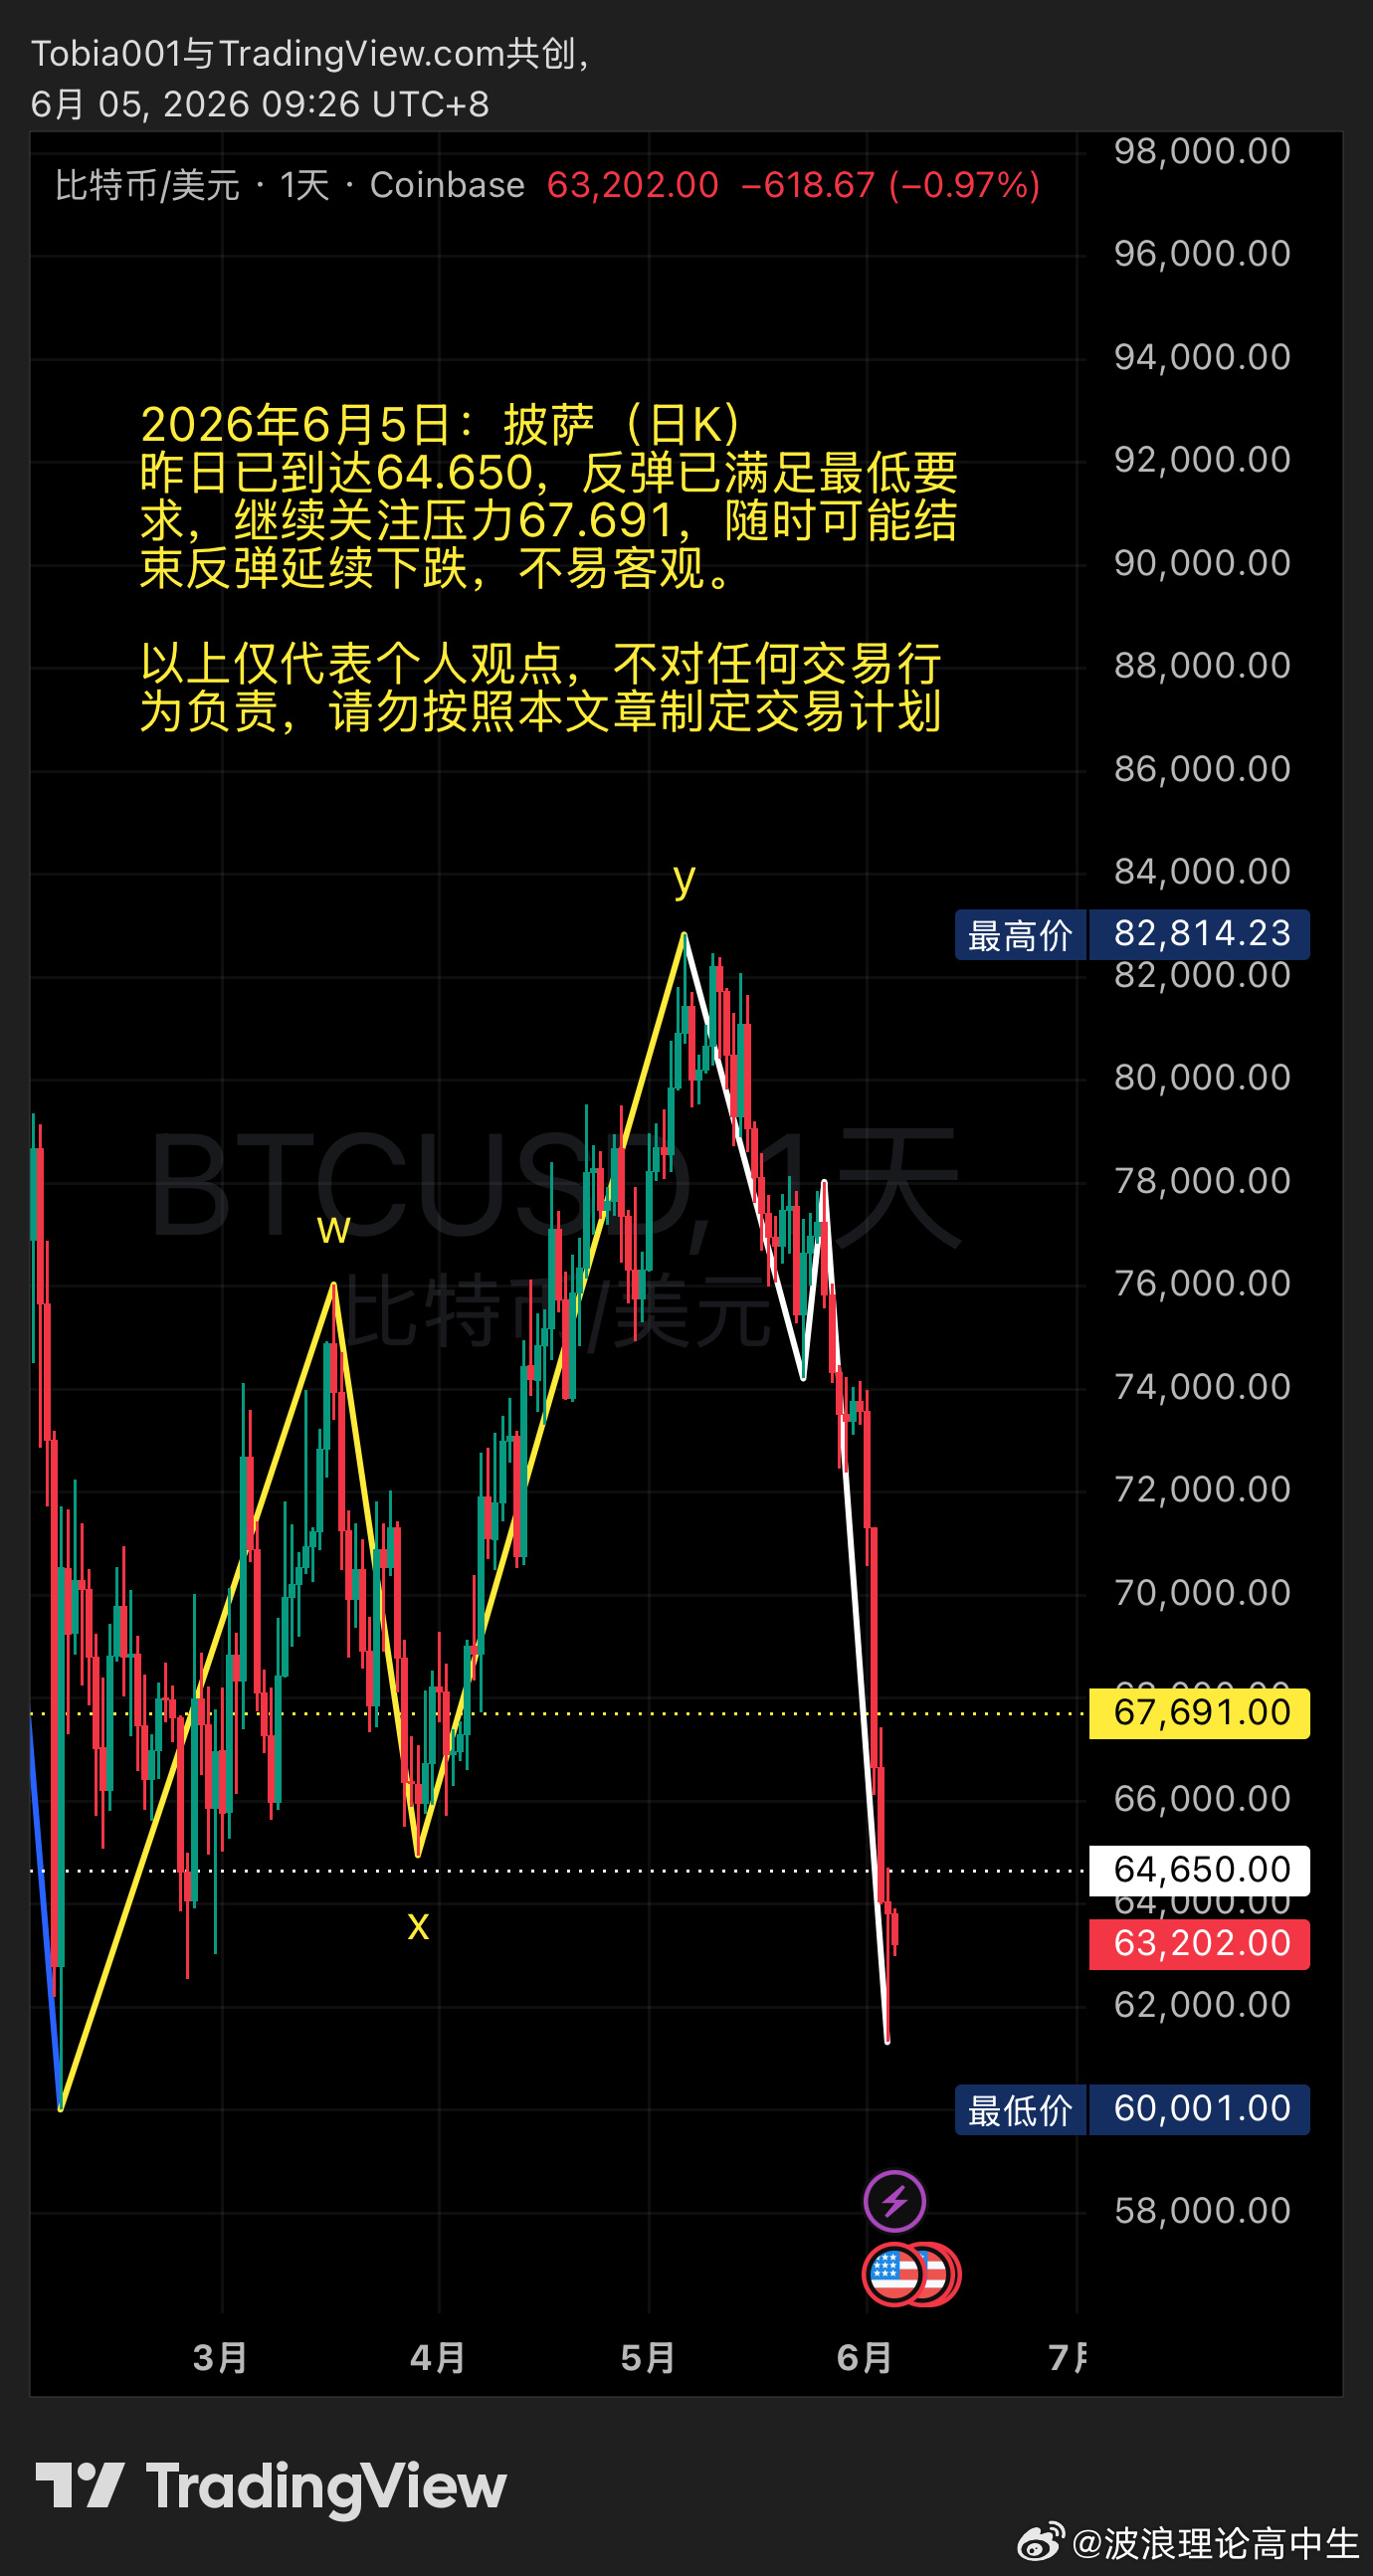 Tobia001与TradingView.com共创，
6月 05, 2026 09:26 UTC+8
98,000.00
比特币/美元 · 1天 · Coinbase 63,202.00 −618.67 (−0.97%)
96,000.00
94,000.00
2026年6月5日：披萨（日K）
92,000.00
昨日已到达64.650，反弹已满足最低要
求，继续关注压力67.691，随时可能结
束反弹延续下跌，不易客观。
90,000.00
以上仅代表个人观点，不对任何交易行
88,000.00
为负责，请勿按照本文章制定交易计划
86,000.00
84,000.00
y
最高价 82,814.23
82,000.00
80,000.00
BTCUSD, 1天
78,000.00
w
76,000.00
比特币/美元
74,000.00
72,000.00
70,000.00
67,691.00
66,000.00
64,650.00
64,000.00
x
63,202.00
62,000.00
最低价 60,001.00
58,000.00
3月 4月 5月 6月 7月
TradingView
@波浪理论高中生